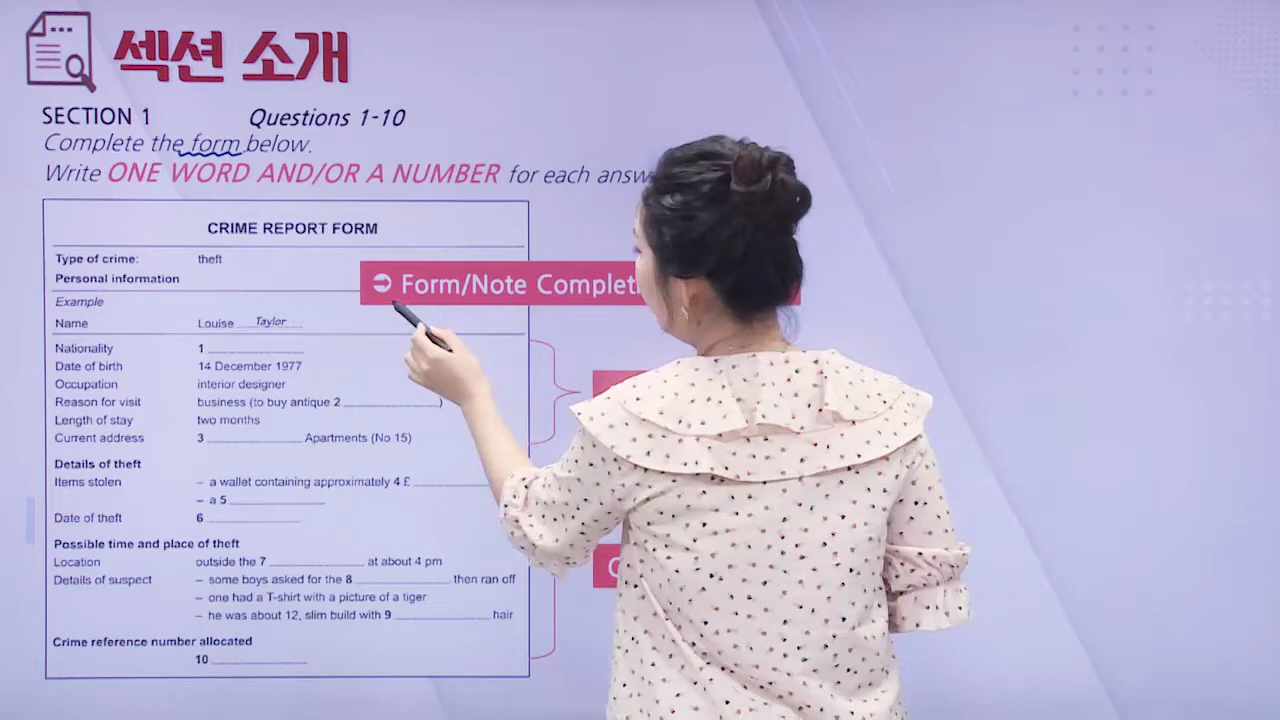 섹션 소개
SECTION 1 Questions 1-10
Complete the form below.
Write ONE WORD AND/OR A NUMBER for each
CRIME REPORT FORM
Type of crime: theft
Personal information
➲ Form/Note
Example
Name Louise Taylor
Nationality 1
Date of birth 14 December 1977
Occupation interior designer
Reason for visit business (to buy antique 2 )
Length of stay two months
Current address 3 Apartments (No 15)
Details of theft
Items stolen – a wallet containing approximately 4 £
– a 5
Date of theft 6
Possible time and place of theft
Location outside the 7 at about 4 pm
Details of suspect – some boys asked for the 8 then ran off
– one had a T-shirt with a picture of a tiger
– he was about 12, slim build with 9 hair
Crime reference number allocated
10